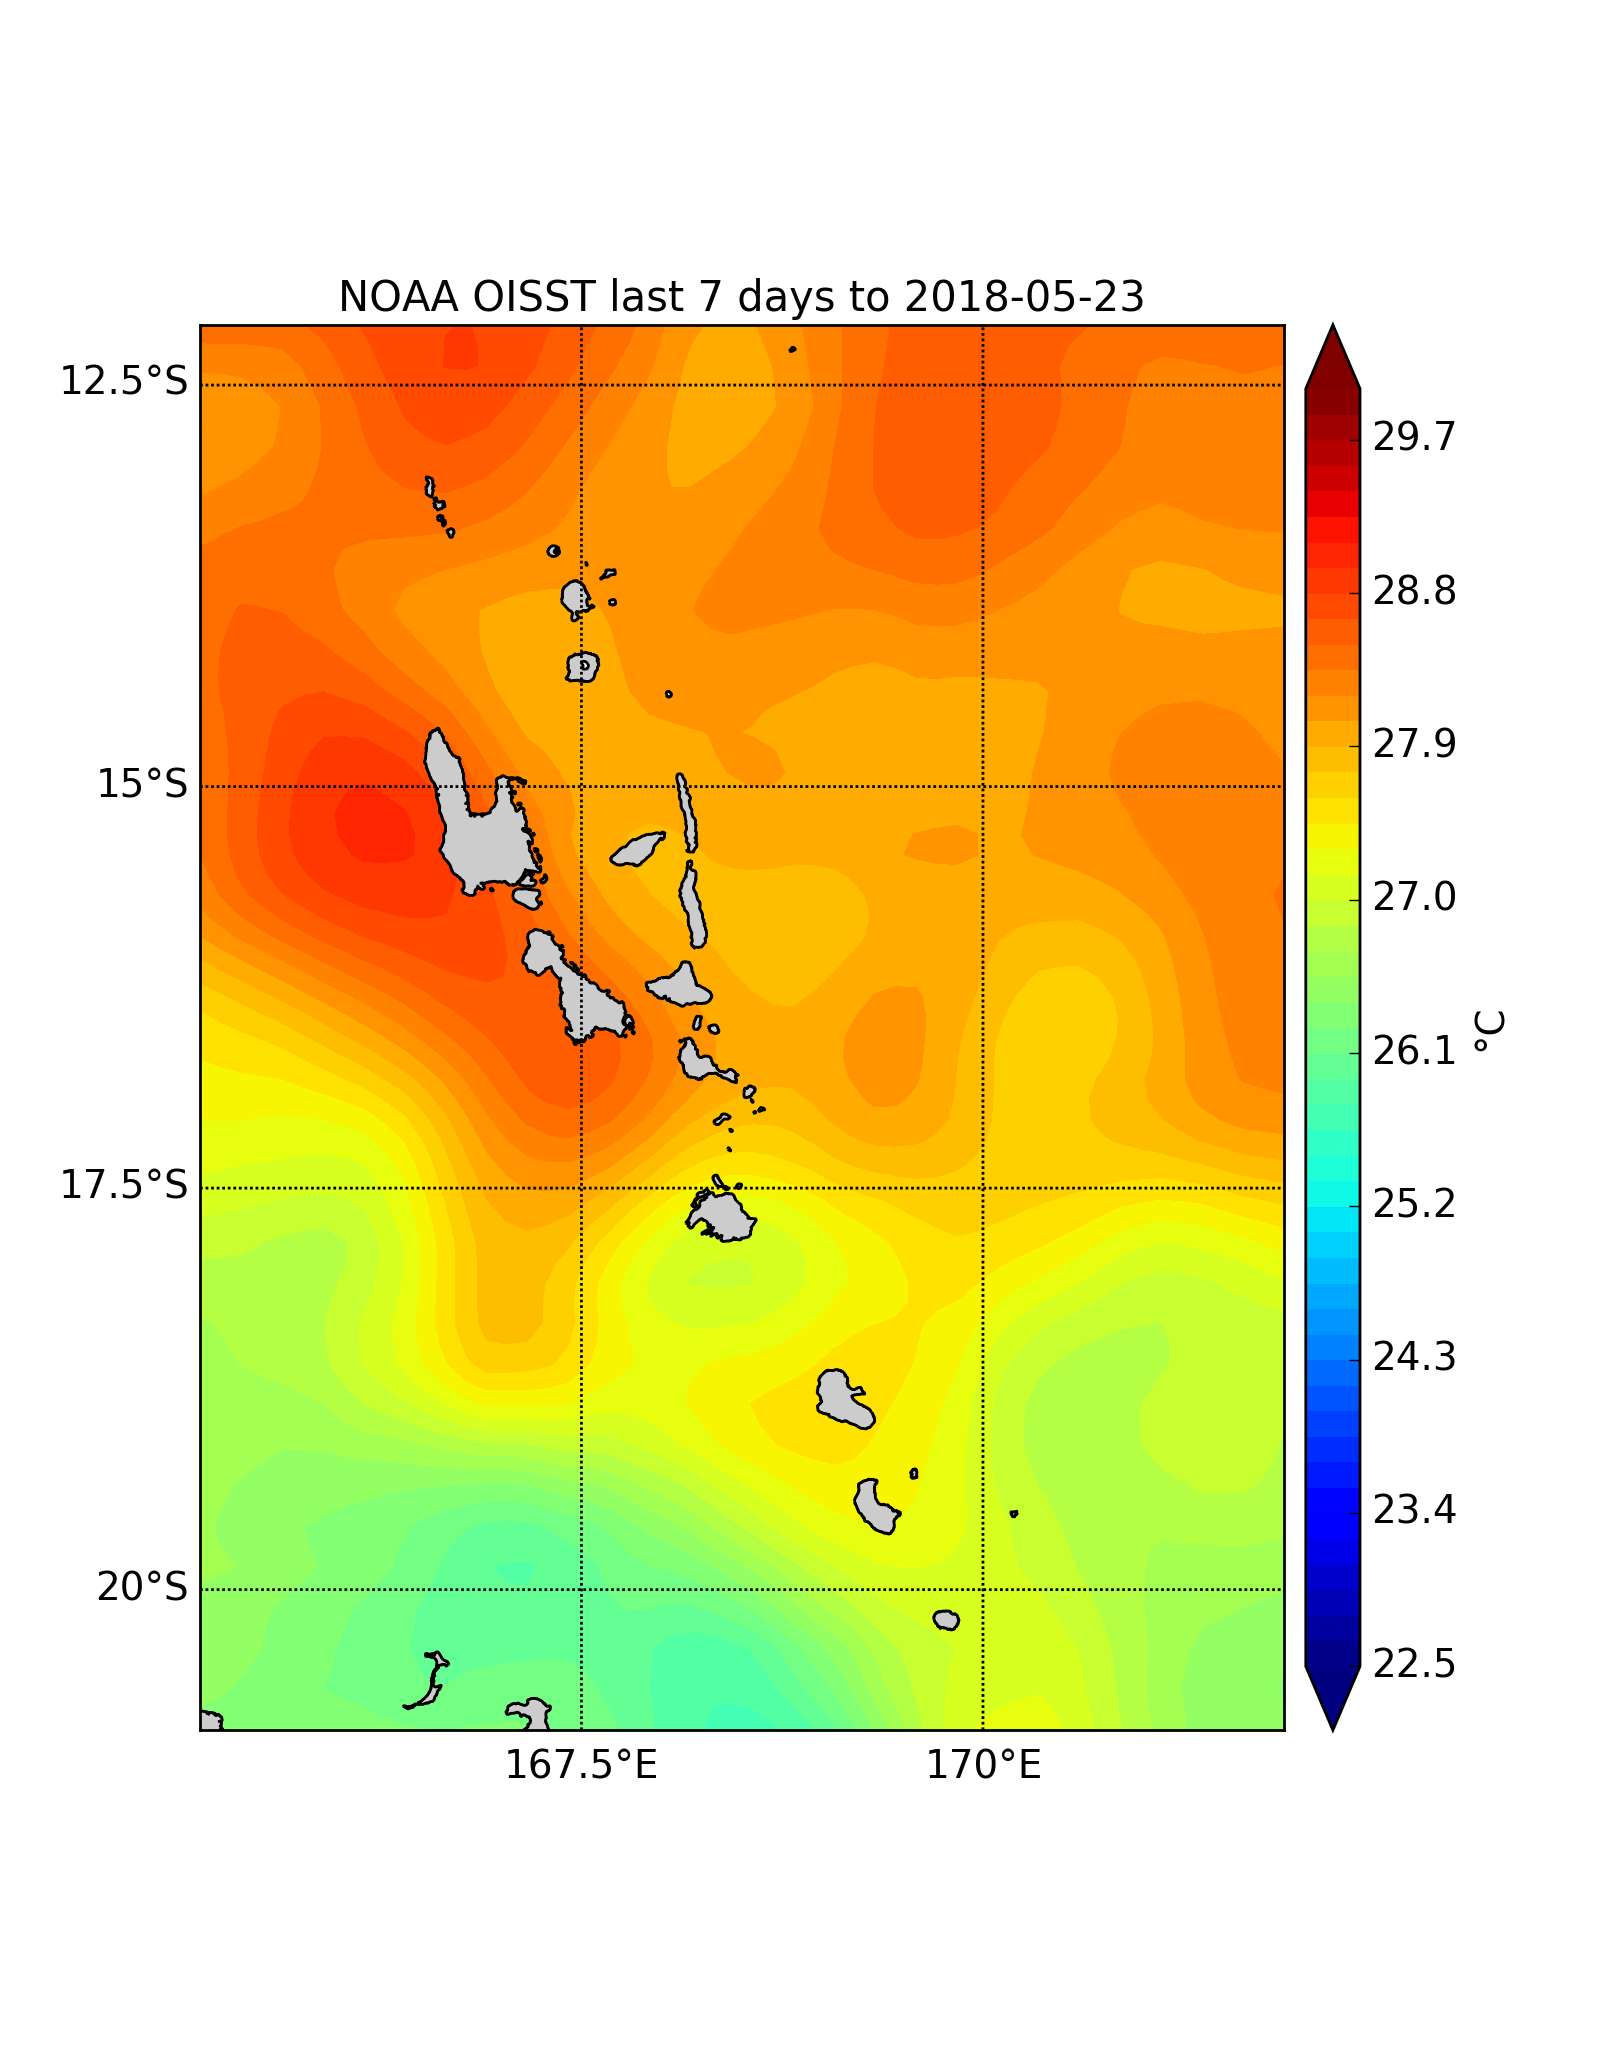 NOAA OISST last 7 days to 2018-05-23
12.5°S
15°S
17.5°S
20°S
167.5°E
170°E
29.7
28.8
27.9
27.0
26.1
25.2
24.3
23.4
22.5
°C